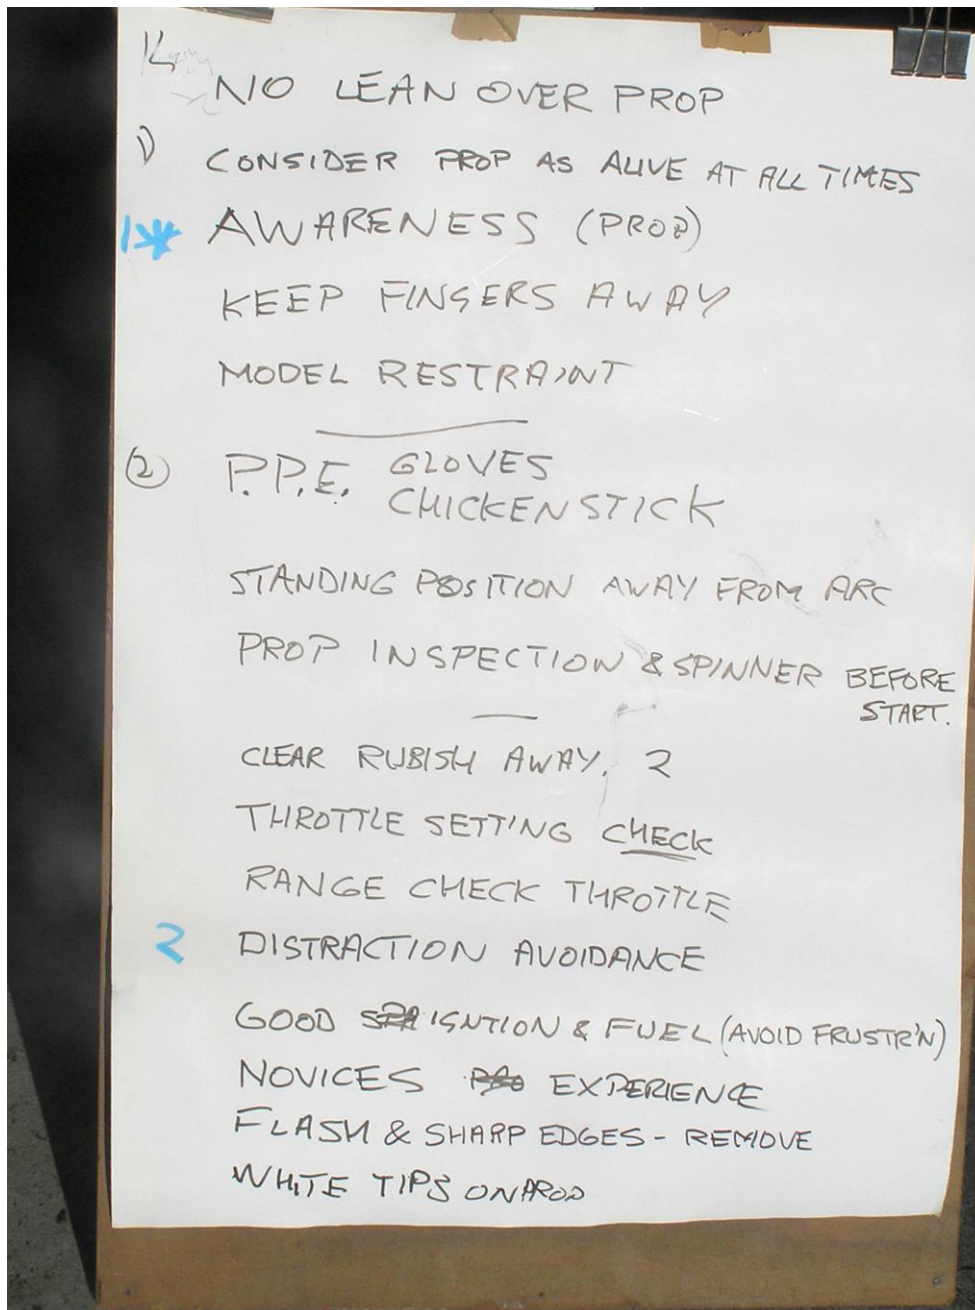 NO LEAN OVER PROP
1) CONSIDER PROP AS ALIVE AT ALL TIMES
1* AWARENESS (PROP)
KEEP FINGERS AWAY
MODEL RESTRAINT
② P.P.E. GLOVES
CHICKEN STICK
STANDING POSITION AWAY FROM ARC
PROP INSPECTION & SPINNER BEFORE
START.
CLEAR RUBISH AWAY. 2
THROTTLE SETTING CHECK
RANGE CHECK THROTTLE
2 DISTRACTION AVOIDANCE
GOOD IGNTION & FUEL (AVOID FRUSTR'N)
NOVICES EXPERIENCE
FLASH & SHARP EDGES - REMOVE
WHITE TIPS ON PROP